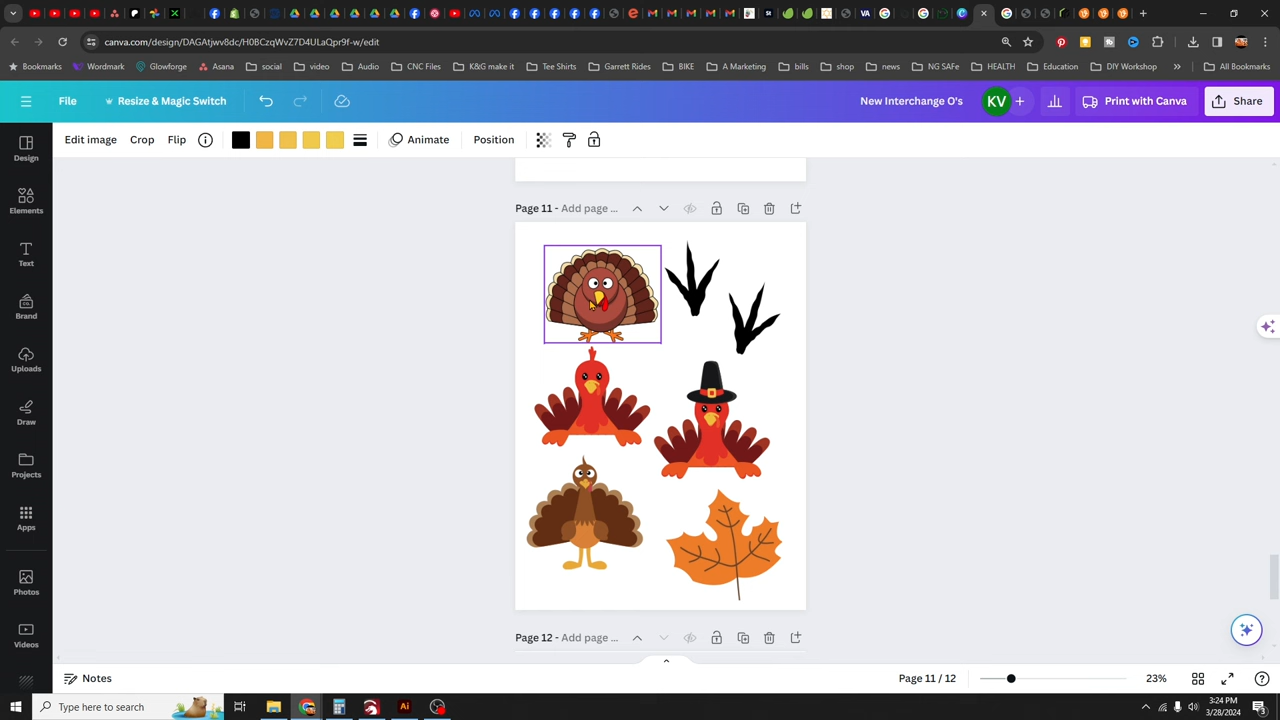 canva.com/design/DAGAtjwv8dc/H0BCzqWvZ7D4ULaQpr9f-w/edit
Bookmarks Wordmark Glowforge Asana social video Audio CNC Files K&G make it Tee Shirts Garrett Rides BIKE A Marketing bills shop news NG SAFe HEALTH Education DIY Workshop » All Bookmarks
File Resize & Magic Switch New Interchange O's KV Print with Canva Share
Edit image Crop Flip Animate Position
Design
Elements
Text
Brand
Uploads
Draw
Projects
Apps
Photos
Videos
Page 11 - Add page ...
Page 12 - Add page ...
Notes Page 11 / 12 23%
Type here to search Ai 3:24 PM
3/28/2024